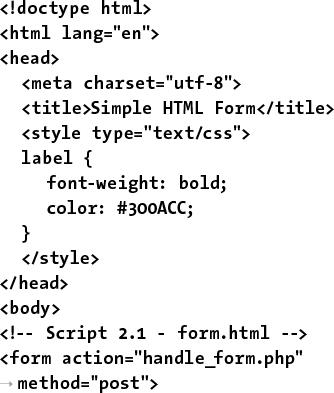 <!doctype html>
<html lang="en">
<head>
<meta charset="utf-8">
<title>Simple HTML Form</title>
<style type="text/css">
label {
font-weight: bold;
color: #300ACC;
}
</style>
</head>
<body>
<!-- Script 2.1 - form.html -->
<form action="handle_form.php"
→ method="post">